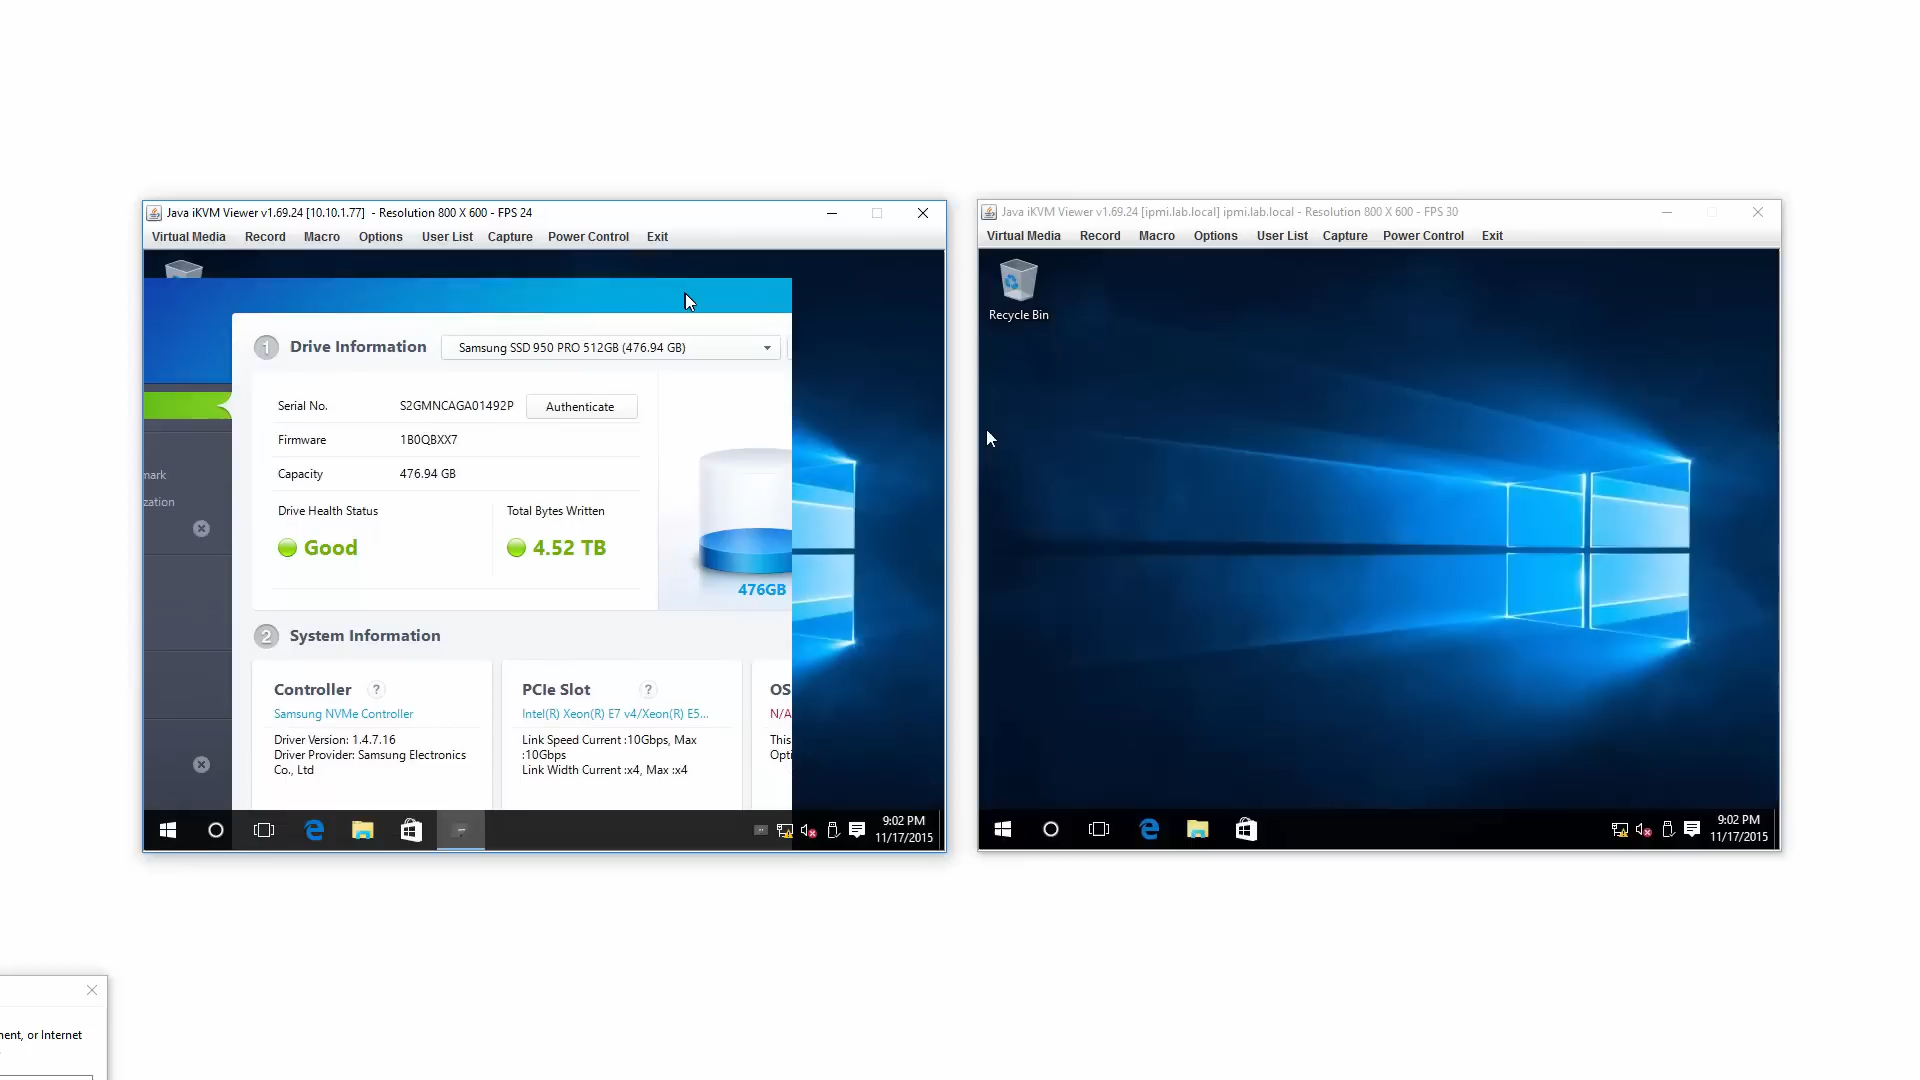 Java iKVM Viewer v1.69.24 [10.10.1.77]  - Resolution 800 X 600 - FPS 24
Virtual Media Record Macro Options User List Capture Power Control Exit
1 Drive Information Samsung SSD 950 PRO 512GB (476.94 GB)
Serial No. S2GMNCAGA01492P Authenticate
Firmware 1B0QBXX7
Capacity 476.94 GB
mark
zation
Drive Health Status Total Bytes Written
Good 4.52 TB
476GB
2 System Information
Controller ? PCIe Slot ? OS
Samsung NVMe Controller Intel(R) Xeon(R) E7 v4/Xeon(R) E5... N/A
Driver Version: 1.4.7.16 Link Speed Current :10Gbps, Max This
Driver Provider: Samsung Electronics :10Gbps Opti
Co., Ltd Link Width Current :x4, Max :x4
9:02 PM
11/17/2015
Java iKVM Viewer v1.69.24 [ipmi.lab.local] ipmi.lab.local - Resolution 800 X 600 - FPS 30
Virtual Media Record Macro Options User List Capture Power Control Exit
Recycle Bin
9:02 PM
11/17/2015
ment, or Internet